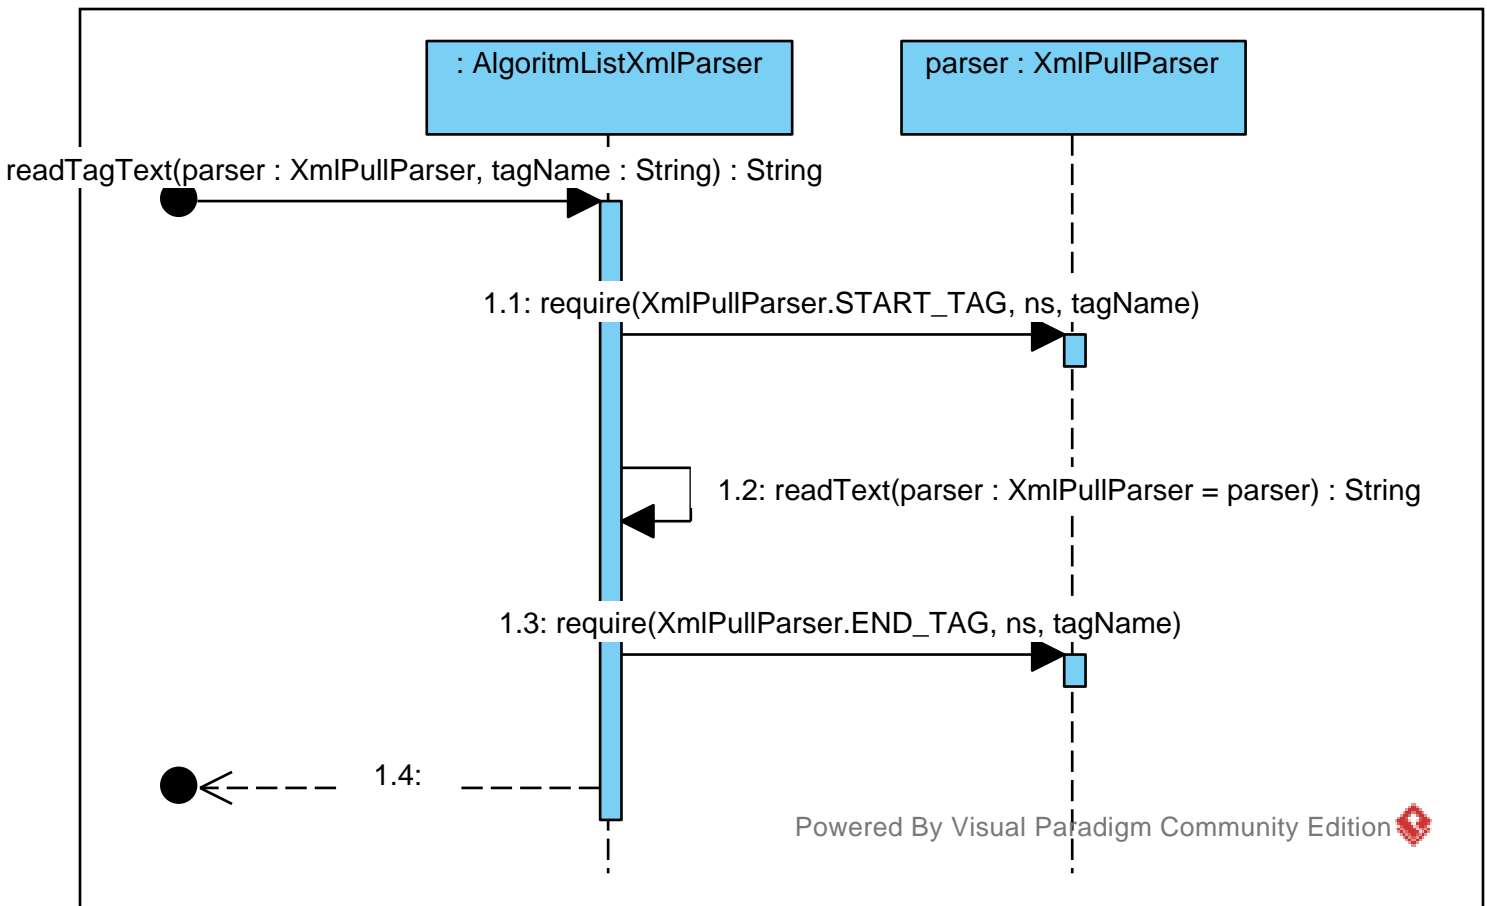 : AlgoritmListXmlParser
parser : XmlPullParser
readTagText(parser : XmlPullParser, tagName : String) : String
1.1: require(XmlPullParser.START_TAG, ns, tagName)
1.2: readText(parser : XmlPullParser = parser) : String
1.3: require(XmlPullParser.END_TAG, ns, tagName)
1.4:
Powered By Visual Paradigm Community Edition